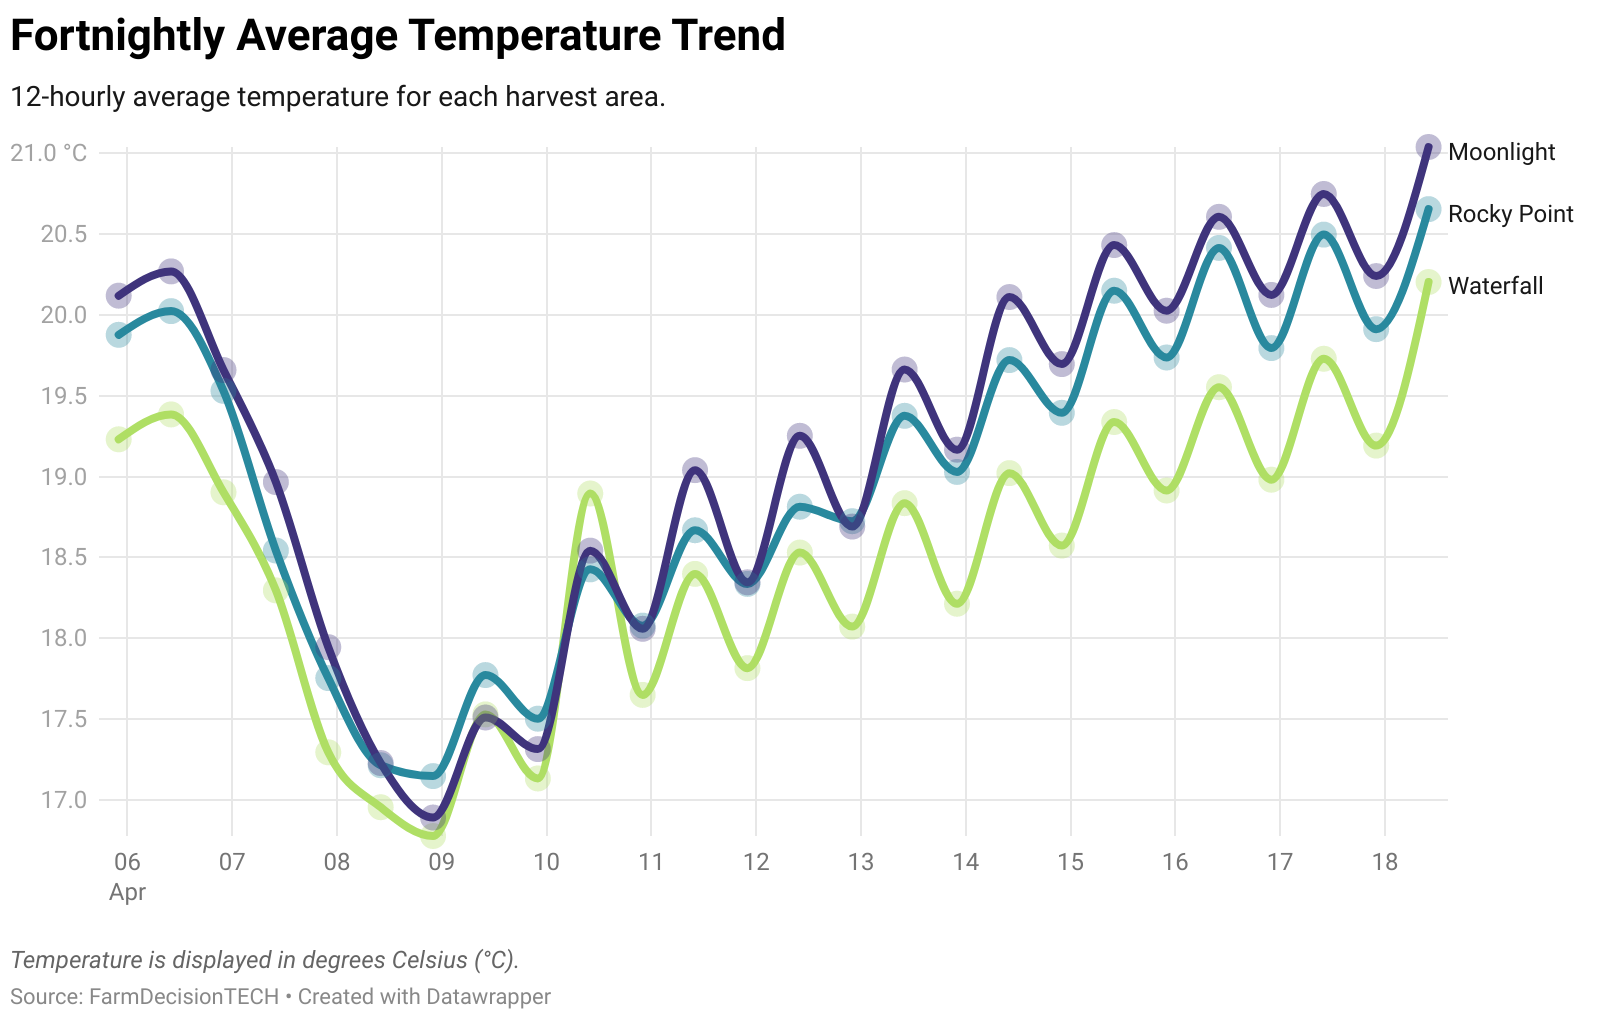 Fortnightly Average Temperature Trend
12-hourly average temperature for each harvest area.
21.0 °C
20.5
20.0
19.5
19.0
18.5
18.0
17.5
17.0
Moonlight
Rocky Point
Waterfall
06 07 08 09 10 11 12 13 14 15 16 17 18
Apr
Temperature is displayed in degrees Celsius (°C).
Source: FarmDecisionTECH • Created with Datawrapper